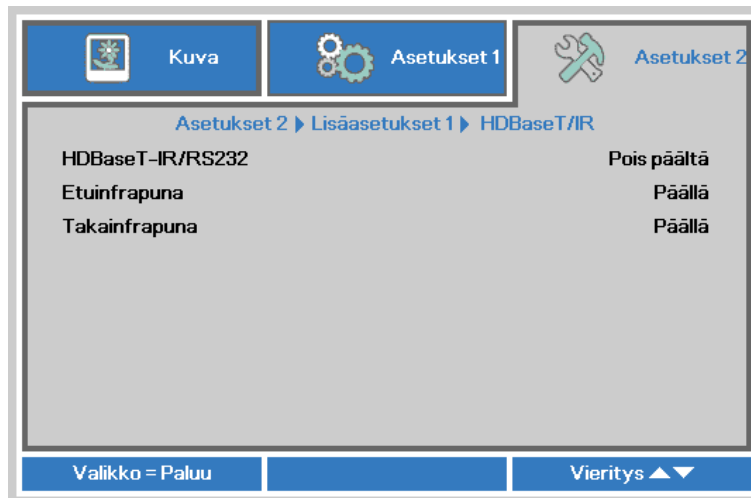 Kuva
Asetukset 1
Asetukset 2
Asetukset 2 ▶ Lisäasetukset 1 ▶ HDBaseT/IR
HDBaseT-IR/RS232 Pois päältä
Etuinfrapuna Päällä
Takainfrapuna Päällä
Valikko = Paluu
Vieritys ▲▼